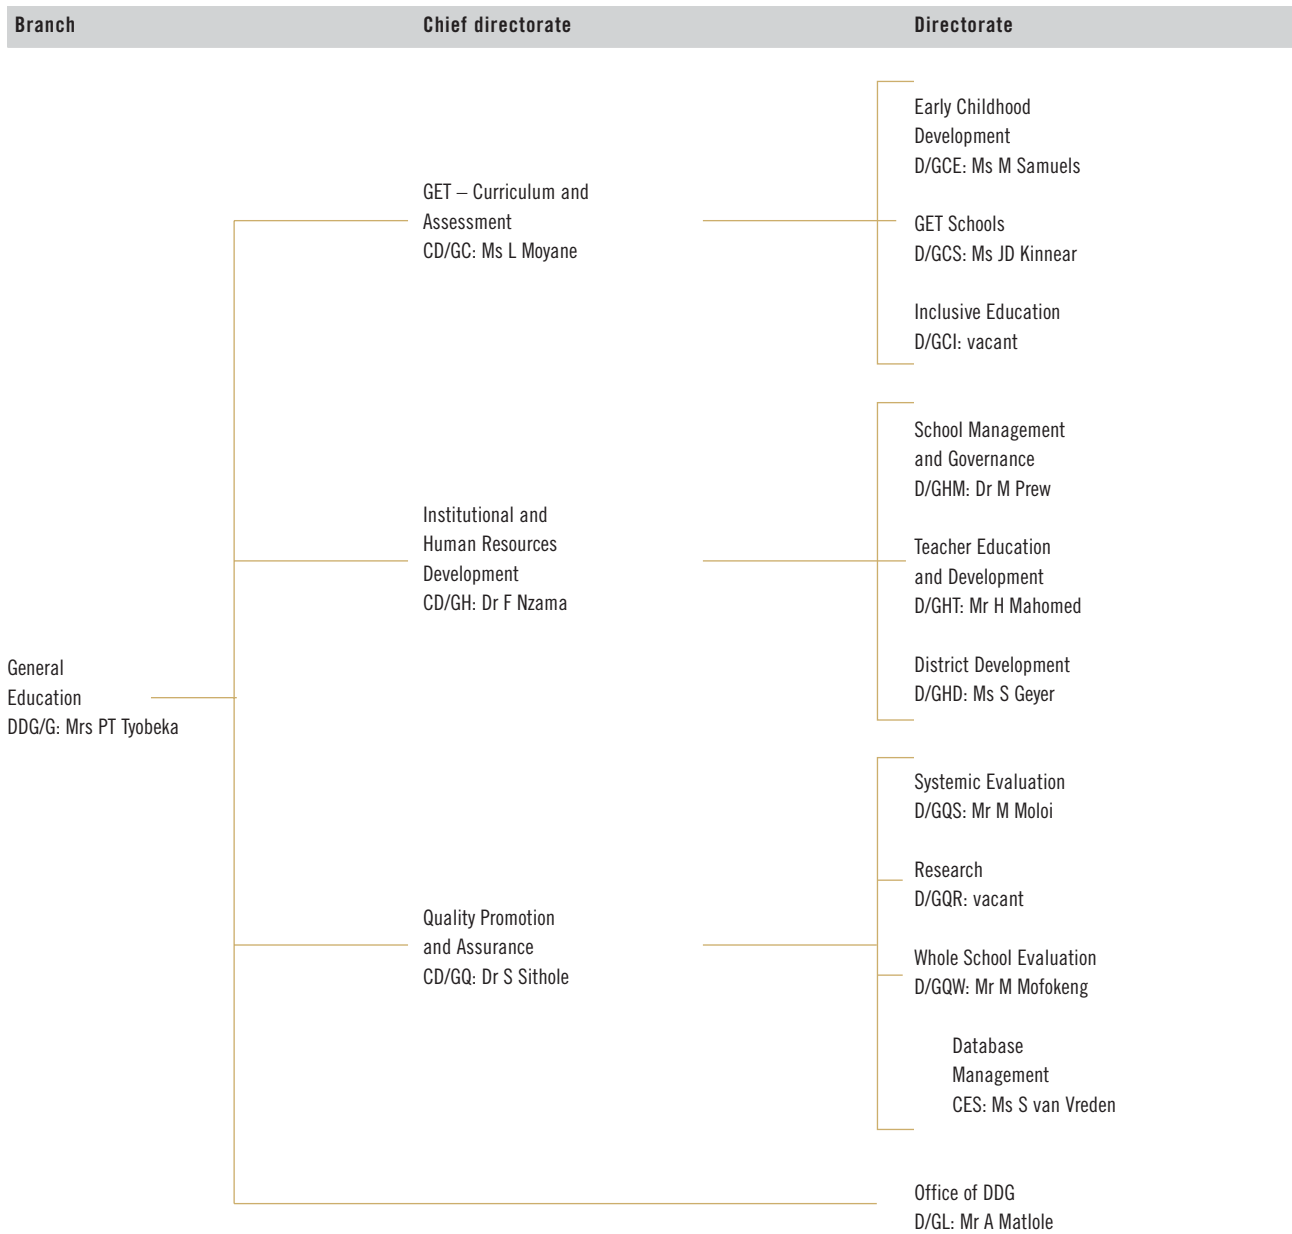 Branch
Chief directorate
Directorate
General
Education
DDG/G: Mrs PT Tyobeka
GET – Curriculum and
Assessment
CD/GC: Ms L Moyane
Early Childhood
Development
D/GCE: Ms M Samuels
GET Schools
D/GCS: Ms JD Kinnear
Inclusive Education
D/GCI: vacant
Institutional and
Human Resources
Development
CD/GH: Dr F Nzama
School Management
and Governance
D/GHM: Dr M Prew
Teacher Education
and Development
D/GHT: Mr H Mahomed
District Development
D/GHD: Ms S Geyer
Quality Promotion
and Assurance
CD/GQ: Dr S Sithole
Systemic Evaluation
D/GQS: Mr M Moloi
Research
D/GQR: vacant
Whole School Evaluation
D/GQW: Mr M Mofokeng
Database
Management
CES: Ms S van Vreden
Office of DDG
D/GL: Mr A Matlole